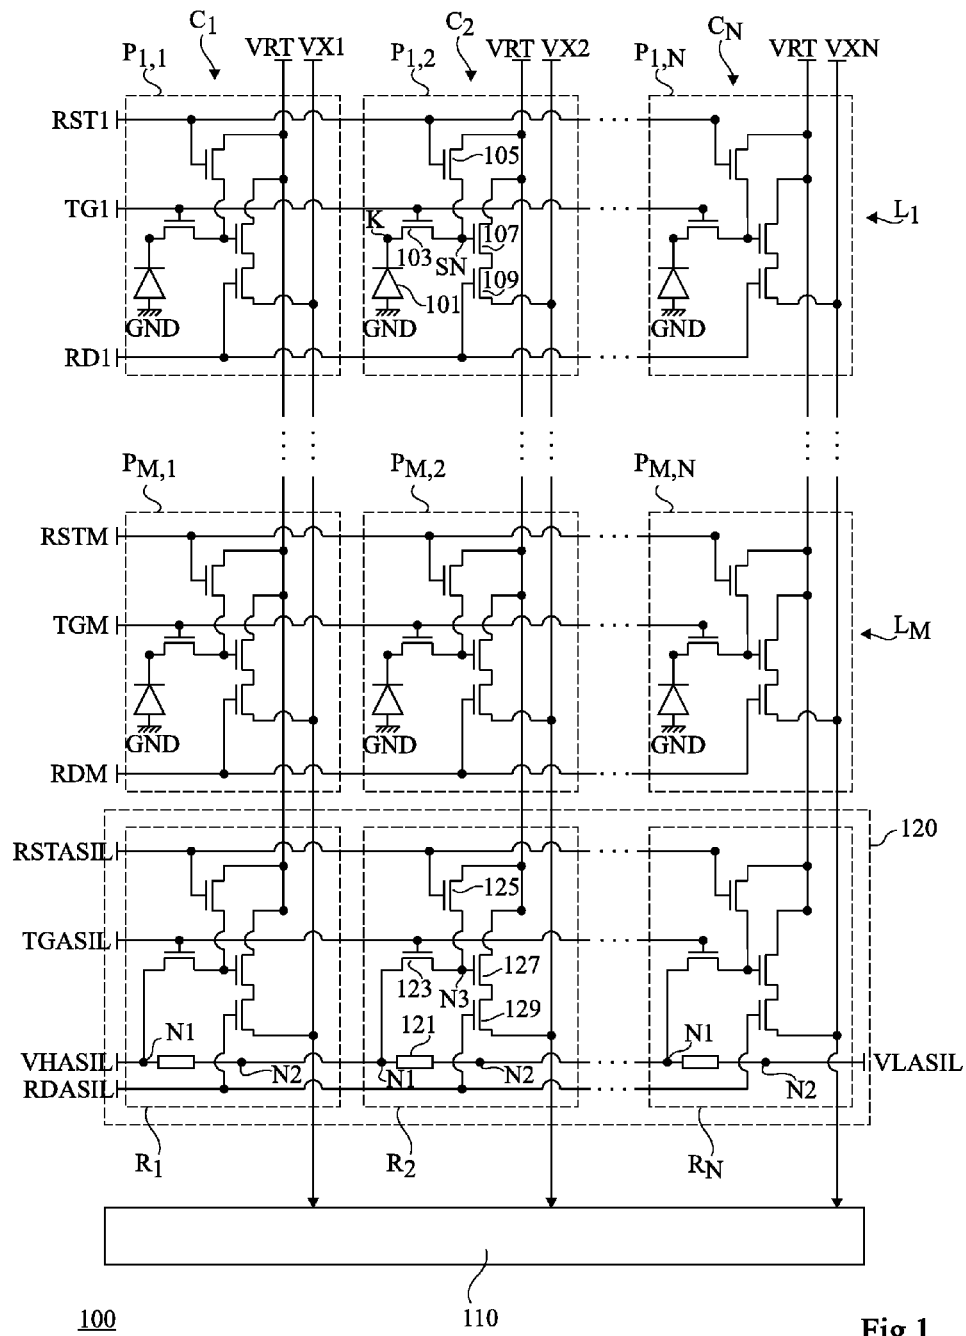 C1 C2 CN
P1,1 VRT VX1 P1,2 VRT VX2 P1,N VRT VXN
RST1
105
TG1 L1
K 103 SN 107
101 109
GND GND GND
RD1
PM,1 PM,2 PM,N
RSTM
TGM LM
GND GND GND
RDM
120
RSTASIL
125
TGASIL
123 N3 127
129
N1 121 N1
VHASIL N2 N1 N2 N2 VLASIL
RDASIL
R1 R2 RN
110
100
Fig 1